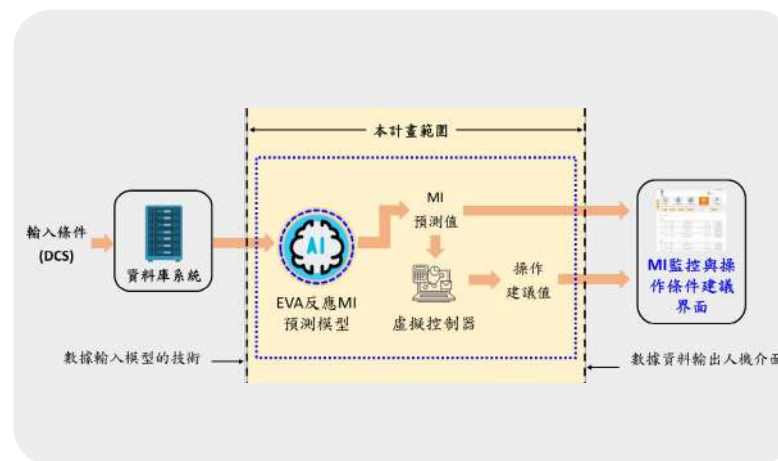 本計畫範圍
輸入條件
(DCS)
資料庫系統
AI
EVA反應MI
預測模型
MI
預測值
虛擬控制器
操作
建議值
MI監控與操
作條件建議
界面
數據輸入模型的技術
數據資料輸出人機介面